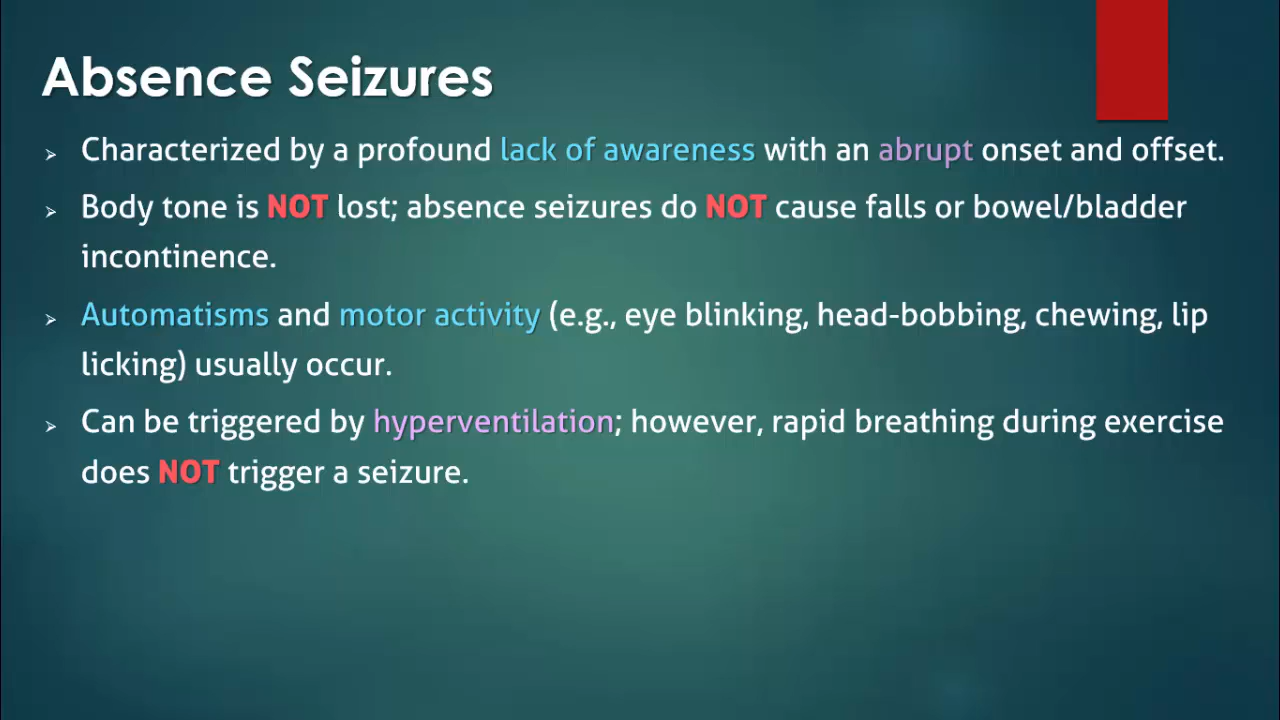 Absence Seizures
➢ Characterized by a profound lack of awareness with an abrupt onset and offset.
➢ Body tone is NOT lost; absence seizures do NOT cause falls or bowel/bladder
incontinence.
➢ Automatisms and motor activity (e.g., eye blinking, head-bobbing, chewing, lip
licking) usually occur.
➢ Can be triggered by hyperventilation; however, rapid breathing during exercise
does NOT trigger a seizure.